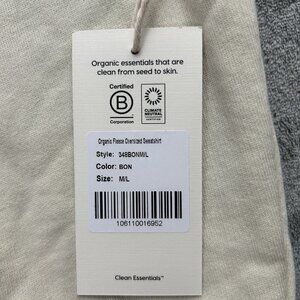 Organic essentials that are
clean from seed to skin.
Certified
B
Corporation
CLIMATE
NEUTRAL
CERTIFIED
Organic Fleece Oversized Sweatshirt
Style: 348BONM/L
Color: BON
Size: M/L
106110016952
Clean Essentials™